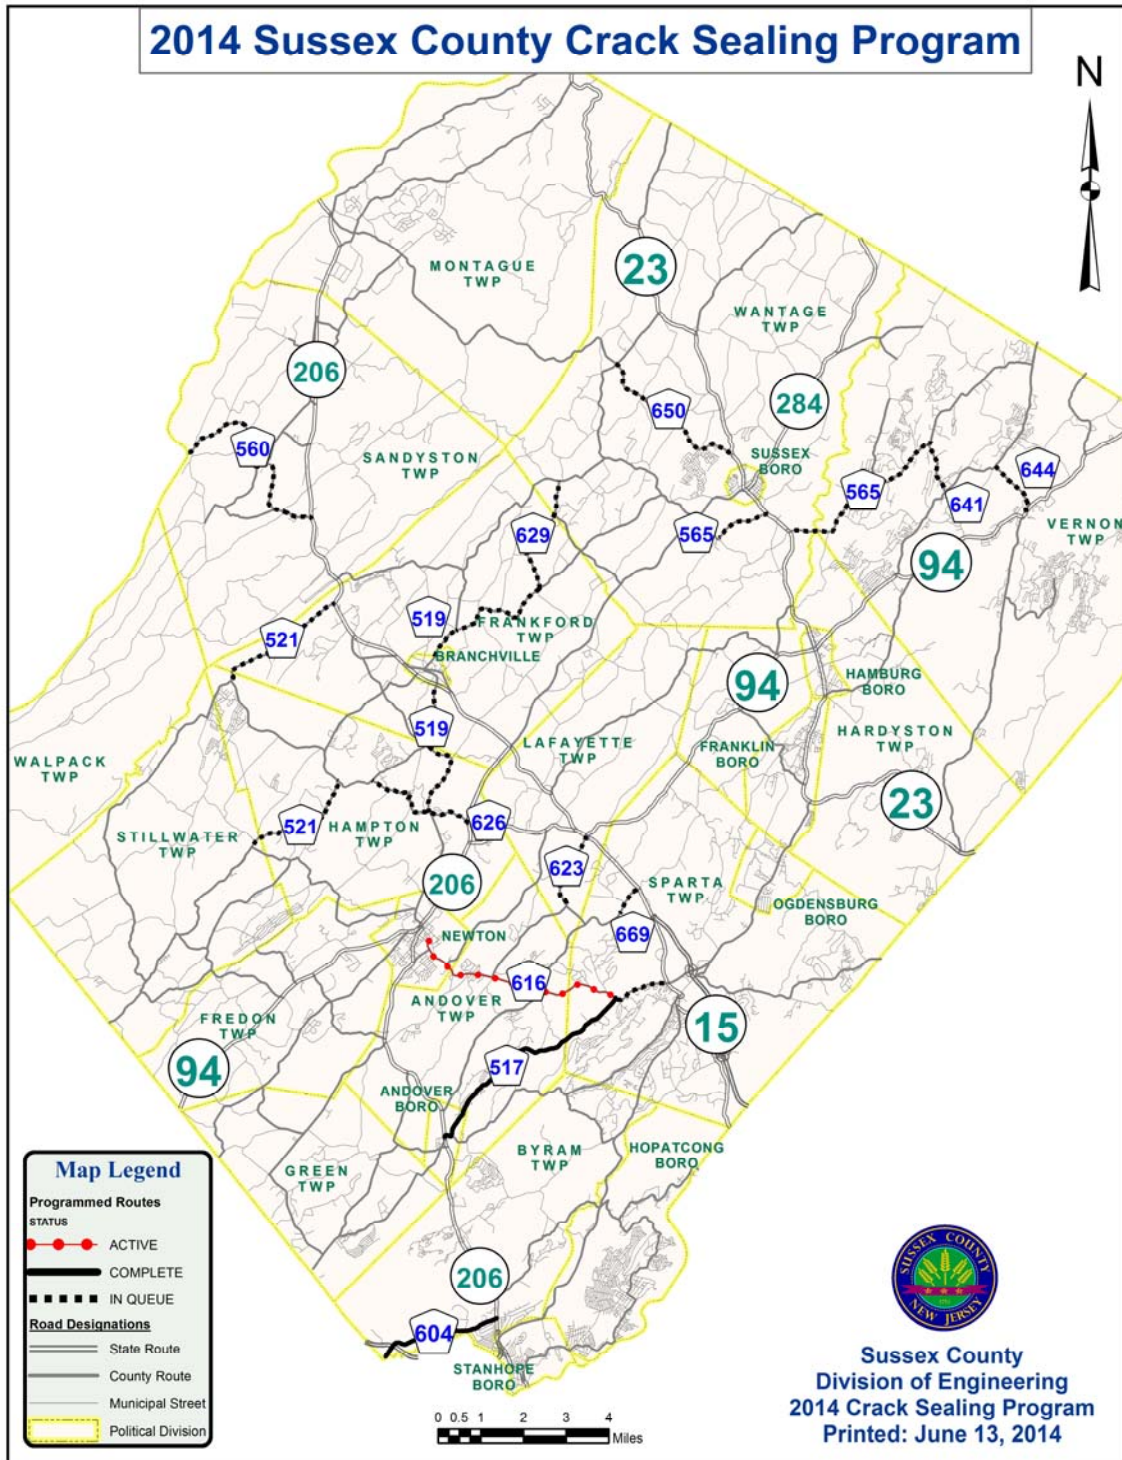 2014 Sussex County Crack Sealing Program
N
MONTAGUE
TWP
23
WANTAGE
TWP
206
284
650
560
SANDYSTON
TWP
SUSSEX
BORO
644
565
641
629
565
VERNON
TWP
94
519
FRANKFORD
TWP
521
BRANCHVILLE
94
HAMBURG
BORO
519
LAFAYETTE
TWP
FRANKLIN
BORO
HARDYSTON
TWP
WALPACK
TWP
23
521
HAMPTON
TWP
626
STILLWATER
TWP
623
206
SPARTA
TWP
OGDENSBURG
BORO
NEWTON
669
616
ANDOVER
TWP
FREDON
TWP
15
94
517
ANDOVER
BORO
BYRAM
TWP
HOPATCONG
BORO
GREEN
TWP
206
604
STANHOPE
BORO
Map Legend
Programmed Routes
STATUS
ACTIVE
COMPLETE
IN QUEUE
Road Designations
State Route
County Route
Municipal Street
Political Division
0 0.5 1 2 3 4
Miles
SUSSEX COUNTY
NEW JERSEY
Sussex County
Division of Engineering
2014 Crack Sealing Program
Printed: June 13, 2014